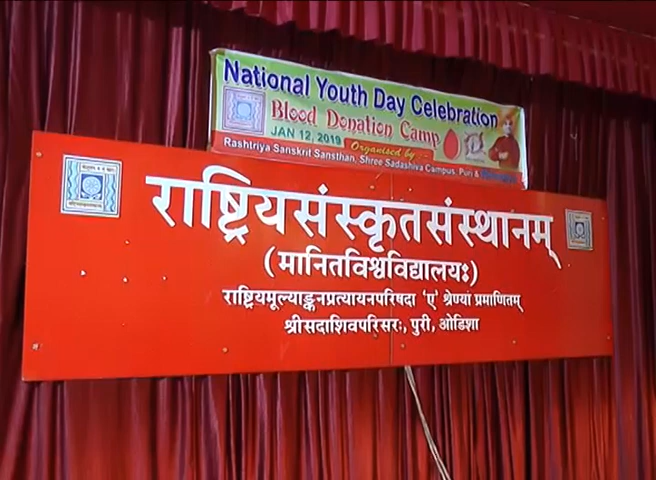 National Youth Day Celebration
Blood Donation Camp
JAN 12, 2019
Organised by :-
Rashtriya Sanskrit Sansthan, Shree Sadashiva Campus, Puri &
राष्ट्रियसंस्कृतसंस्थानम्
(मानितविश्वविद्यालयः)
राष्ट्रियमूल्याङ्कनप्रत्यायनपरिषदा 'ए' श्रेण्यां प्रमाणितम्
श्रीसदाशिवपरिसरः, पुरी, ओडिशा